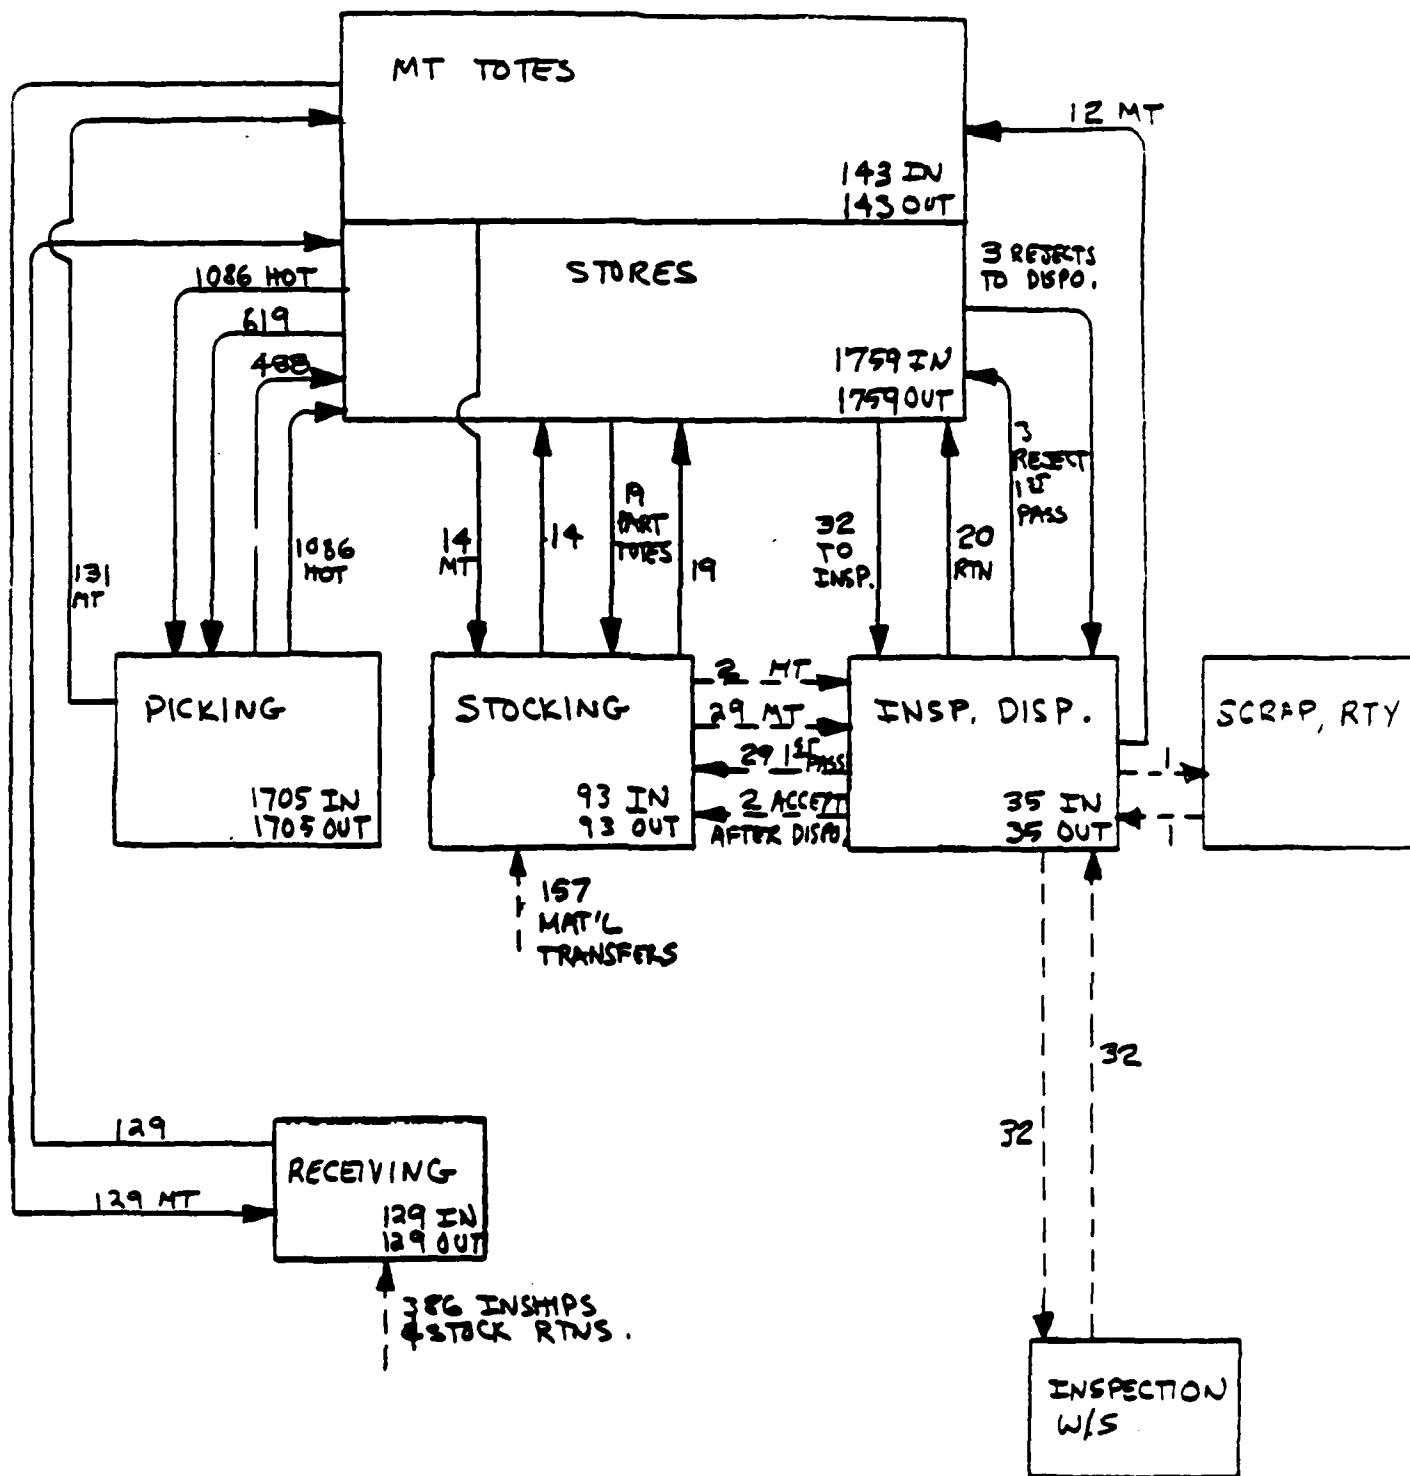 MT TOTES
12 MT
143 IN
143 OUT
STORES
3 REJECTS
TO DISPO.
1086 HOT
619
488
1759 IN
1759 OUT
3
REJECT
1ST
PASS
19
PART
TOTES
14
MT
14
19
32
TO
INSP.
20
RTN
1086
HOT
131
MT
PICKING
1705 IN
1705 OUT
STOCKING
93 IN
93 OUT
2 MT
29 MT
29 1ST PASS
2 ACCEPT
AFTER DISPO.
INSP. DISP.
35 IN
35 OUT
SCRAP, RTV
1
1
157
MAT'L
TRANSFERS
32
32
129
129 MT
RECEIVING
129 IN
129 OUT
386 INSHIPS
& STOCK RTNS.
INSPECTION
W/S